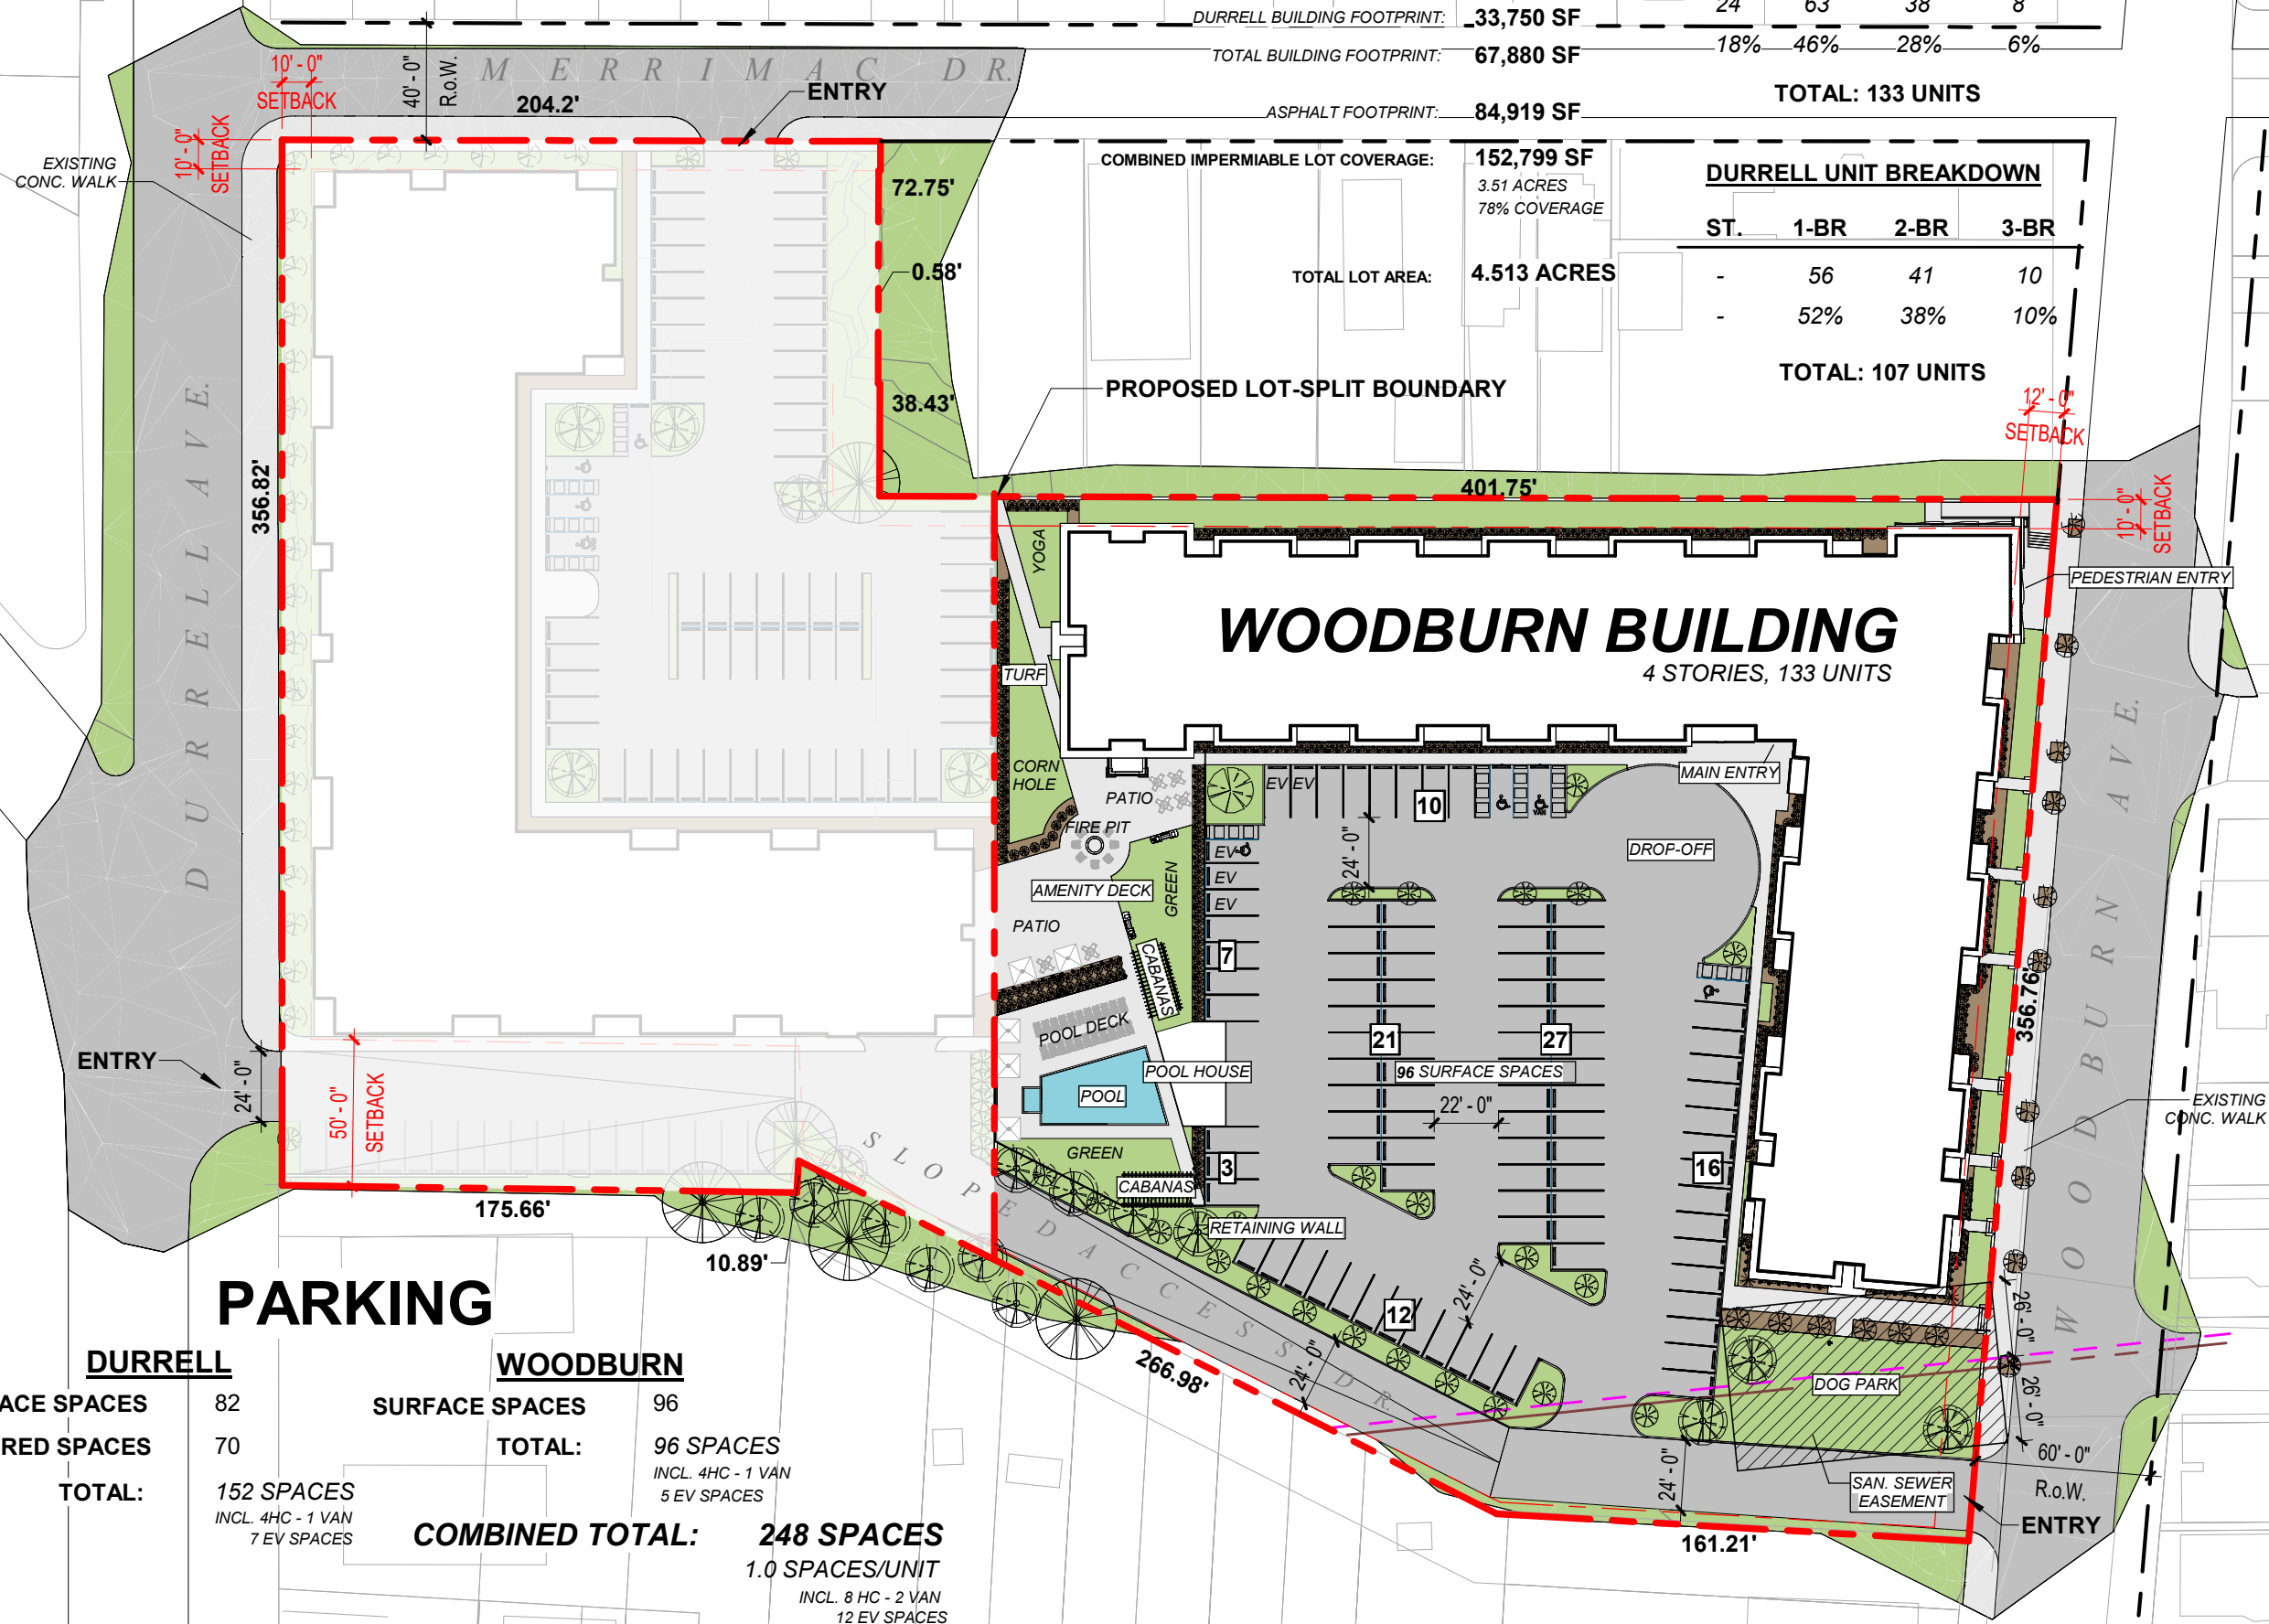 DURRELL BUILDING FOOTPRINT: 33,750 SF
TOTAL BUILDING FOOTPRINT: 67,880 SF
ASPHALT FOOTPRINT: 84,919 SF
COMBINED IMPERMIABLE LOT COVERAGE: 152,799 SF
3.51 ACRES
78% COVERAGE
TOTAL LOT AREA: 4.513 ACRES
24 63 38 8
18% 46% 28% 6%
TOTAL: 133 UNITS
DURRELL UNIT BREAKDOWN
ST. 1-BR 2-BR 3-BR
- 56 41 10
- 52% 38% 10%
TOTAL: 107 UNITS
MERRIMAC DR.
10' - 0"
SETBACK
40' - 0"
R.o.W.
204.2'
ENTRY
10' - 0"
SETBACK
EXISTING
CONC. WALK
72.75'
0.58'
38.43'
PROPOSED LOT-SPLIT BOUNDARY
12' - 0"
SETBACK
DURRELL AVE.
356.82'
401.75'
10' - 0"
SETBACK
YOGA
PEDESTRIAN ENTRY
WOODBURN BUILDING
4 STORIES, 133 UNITS
TURF
CORN
HOLE
PATIO
FIRE PIT
EV EV
10
MAIN ENTRY
24' - 0"
DROP-OFF
EV
EV
EV
AMENITY DECK
GREEN
PATIO
7
CABANAS
WOODBURN AVE.
356.76'
POOL DECK
21
27
POOL HOUSE
96 SURFACE SPACES
POOL
22' - 0"
ENTRY
24' - 0"
50' - 0"
SETBACK
EXISTING
CONC. WALK
SLOPED ACCESS DR.
GREEN
3
16
CABANAS
RETAINING WALL
175.66'
10.89'
12
24' - 0"
24' - 0"
266.98'
26' - 0"
26' - 0"
DOG PARK
60' - 0"
R.o.W.
SAN. SEWER
EASEMENT
24' - 0"
ENTRY
161.21'
PARKING
DURRELL
ACE SPACES 82
RED SPACES 70
TOTAL: 152 SPACES
INCL. 4HC - 1 VAN
7 EV SPACES
WOODBURN
SURFACE SPACES 96
TOTAL: 96 SPACES
INCL. 4HC - 1 VAN
5 EV SPACES
COMBINED TOTAL: 248 SPACES
1.0 SPACES/UNIT
INCL. 8 HC - 2 VAN
12 EV SPACES